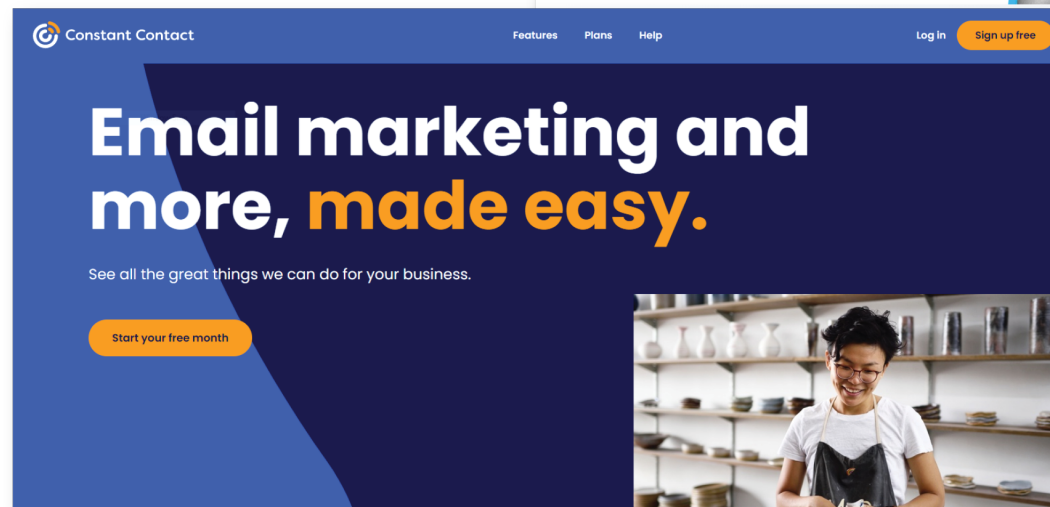 Constant Contact
Features
Plans
Help
Log in
Sign up free
Email marketing and
more, made easy.
See all the great things we can do for your business.
Start your free month